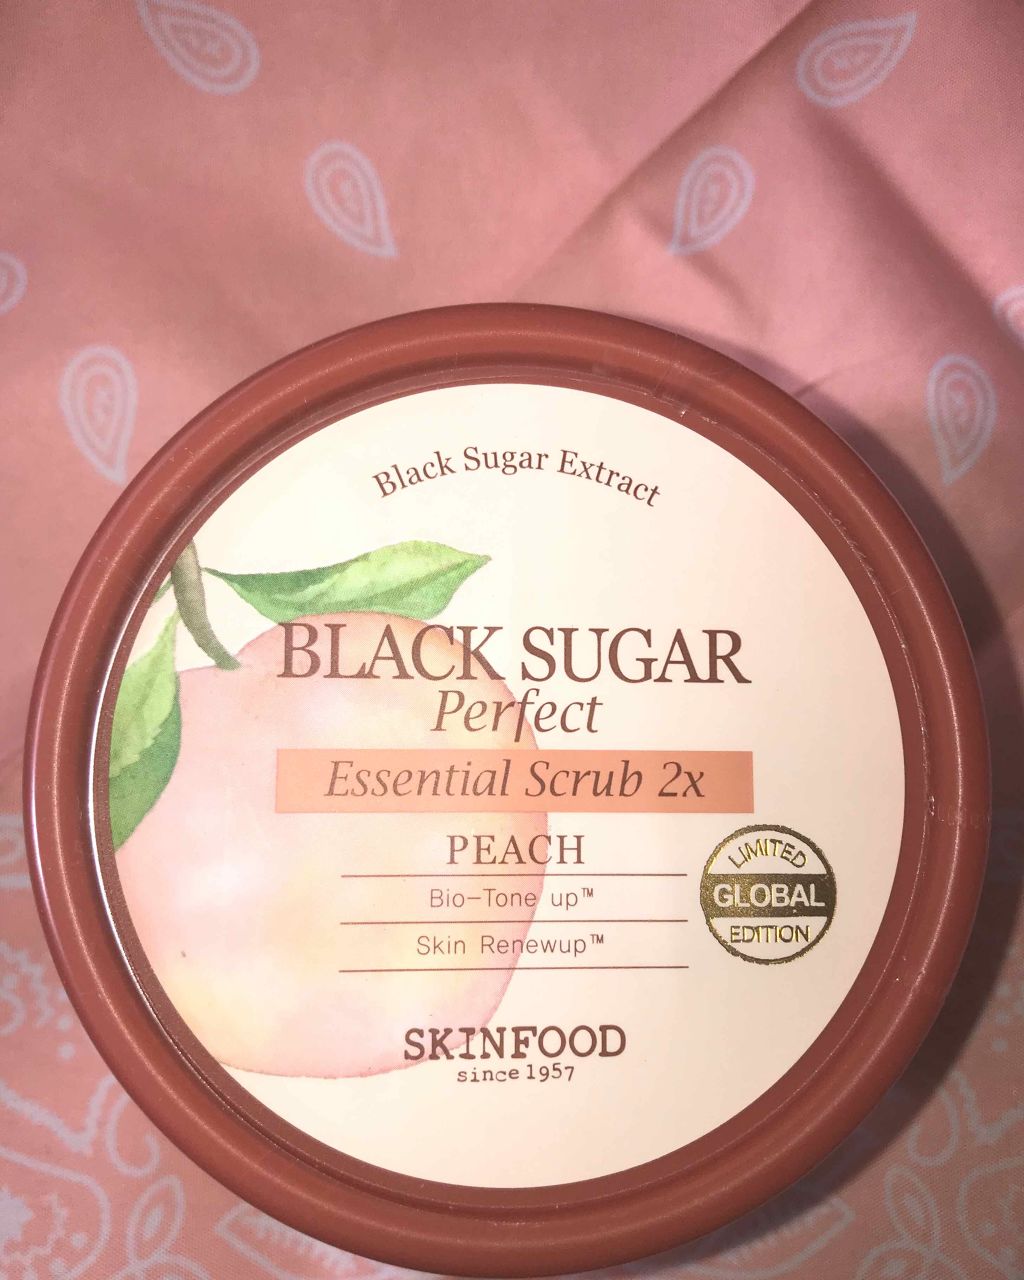 Black Sugar Extract
BLACK SUGAR
Perfect
Essential Scrub 2x
PEACH
Bio-Tone up™
Skin Renewup™
LIMITED
GLOBAL
EDITION
SKINFOOD
since 1957